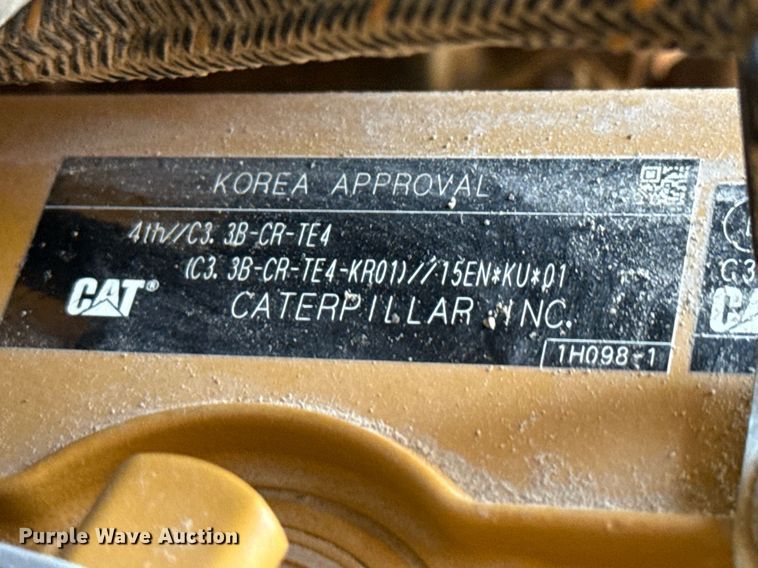 KOREA APPROVAL
4th//C3.3B-CR-TE4
(C3.3B-CR-TE4-KR01)//15EN*KU*01
CAT®
CATERPILLAR INC.
1H098-1
C3
Purple Wave Auction